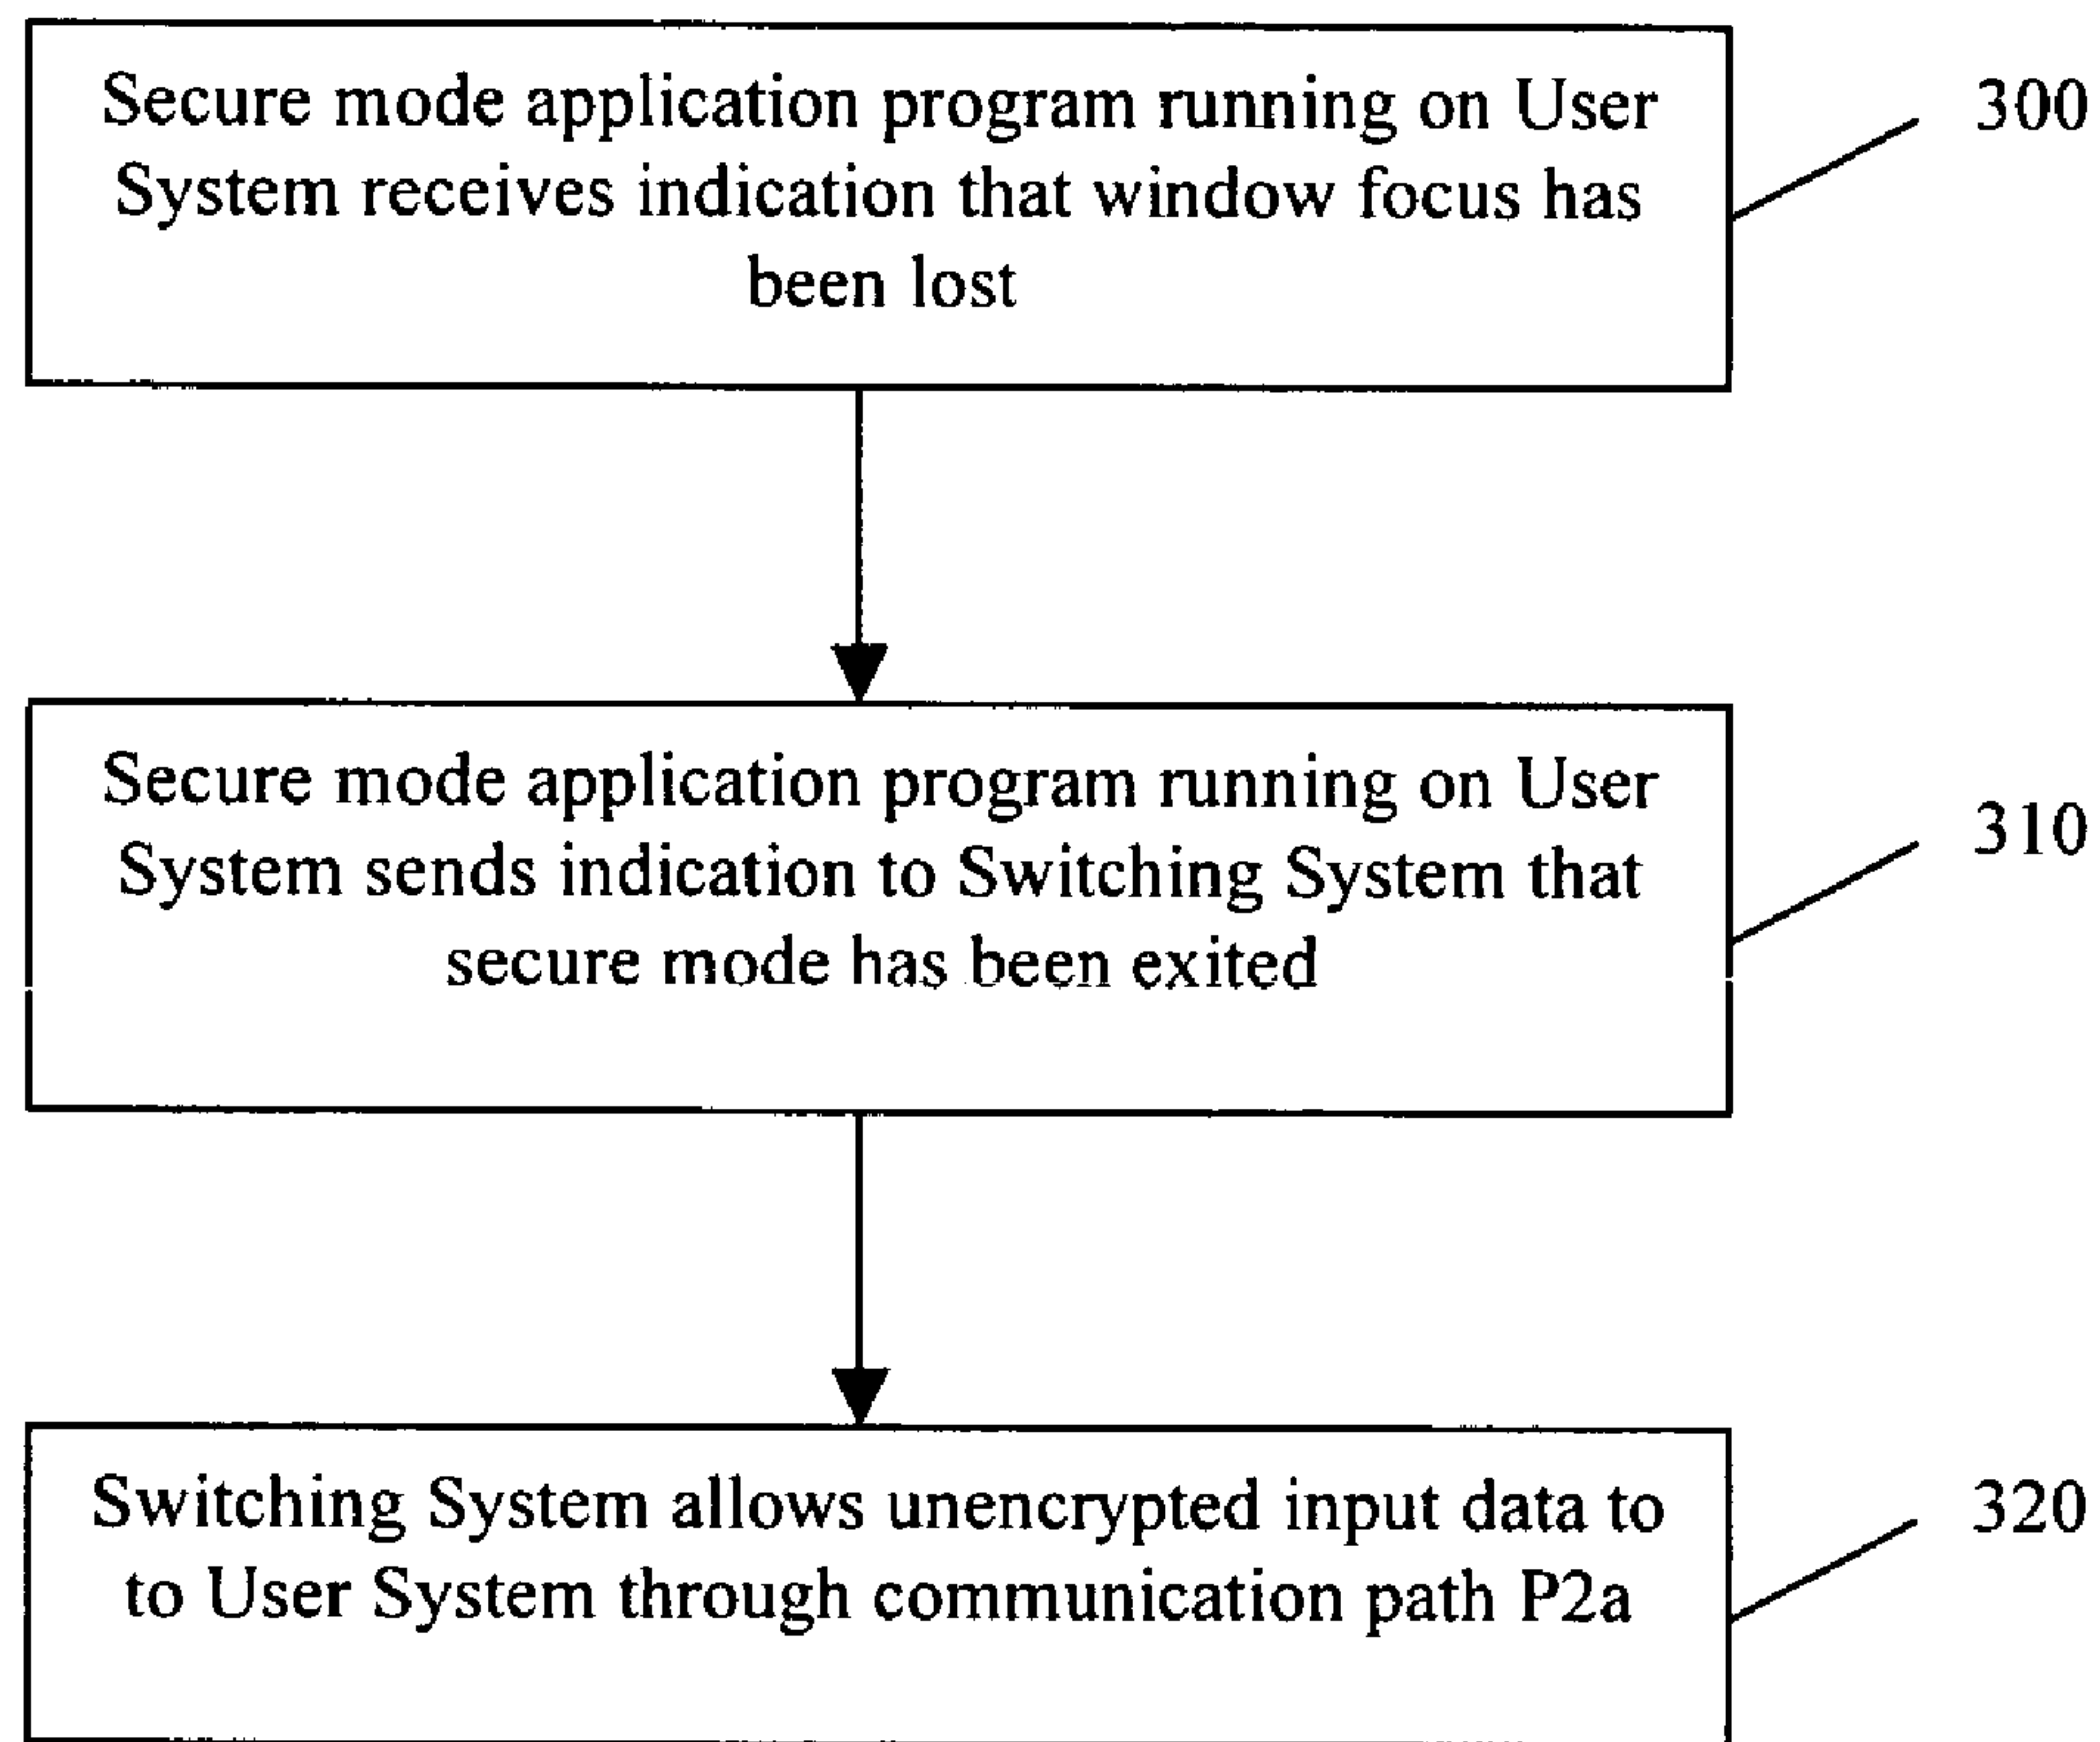 Secure mode application program running on User
System receives indication that window focus has
been lost
300
Secure mode application program running on User
System sends indication to Switching System that
secure mode has been exited
310
Switching System allows unencrypted input data to
to User System through communication path P2a
320